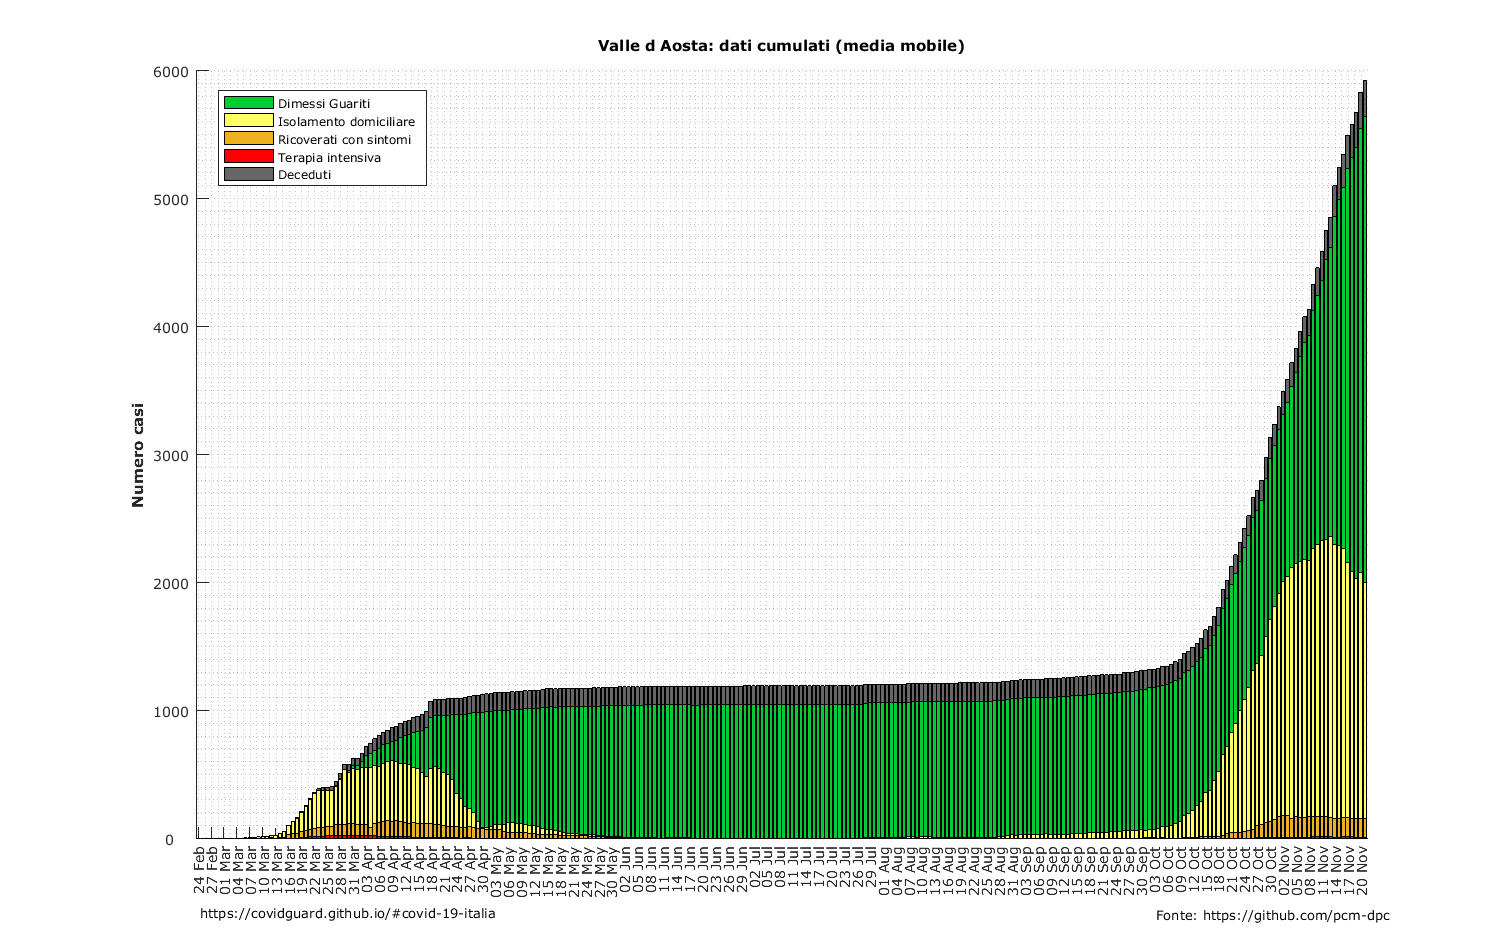 Valle d Aosta: dati cumulati (media mobile)
6000
5000
4000
3000
2000
1000
0
Numero casi
Dimessi Guariti
Isolamento domiciliare
Ricoverati con sintomi
Terapia intensiva
Deceduti
24 Feb
27 Feb
01 Mar
04 Mar
07 Mar
10 Mar
13 Mar
16 Mar
19 Mar
22 Mar
25 Mar
28 Mar
31 Mar
03 Apr
06 Apr
09 Apr
12 Apr
15 Apr
18 Apr
21 Apr
24 Apr
27 Apr
30 Apr
03 May
06 May
09 May
12 May
15 May
18 May
21 May
24 May
27 May
30 May
02 Jun
05 Jun
08 Jun
11 Jun
14 Jun
17 Jun
20 Jun
23 Jun
26 Jun
29 Jun
02 Jul
05 Jul
08 Jul
11 Jul
14 Jul
17 Jul
20 Jul
23 Jul
26 Jul
29 Jul
01 Aug
04 Aug
07 Aug
10 Aug
13 Aug
16 Aug
19 Aug
22 Aug
25 Aug
28 Aug
31 Aug
03 Sep
06 Sep
09 Sep
12 Sep
15 Sep
18 Sep
21 Sep
24 Sep
27 Sep
30 Sep
03 Oct
06 Oct
09 Oct
12 Oct
15 Oct
18 Oct
21 Oct
24 Oct
27 Oct
30 Oct
02 Nov
05 Nov
08 Nov
11 Nov
14 Nov
17 Nov
20 Nov
https://covidguard.github.io/#covid-19-italia
Fonte: https://github.com/pcm-dpc